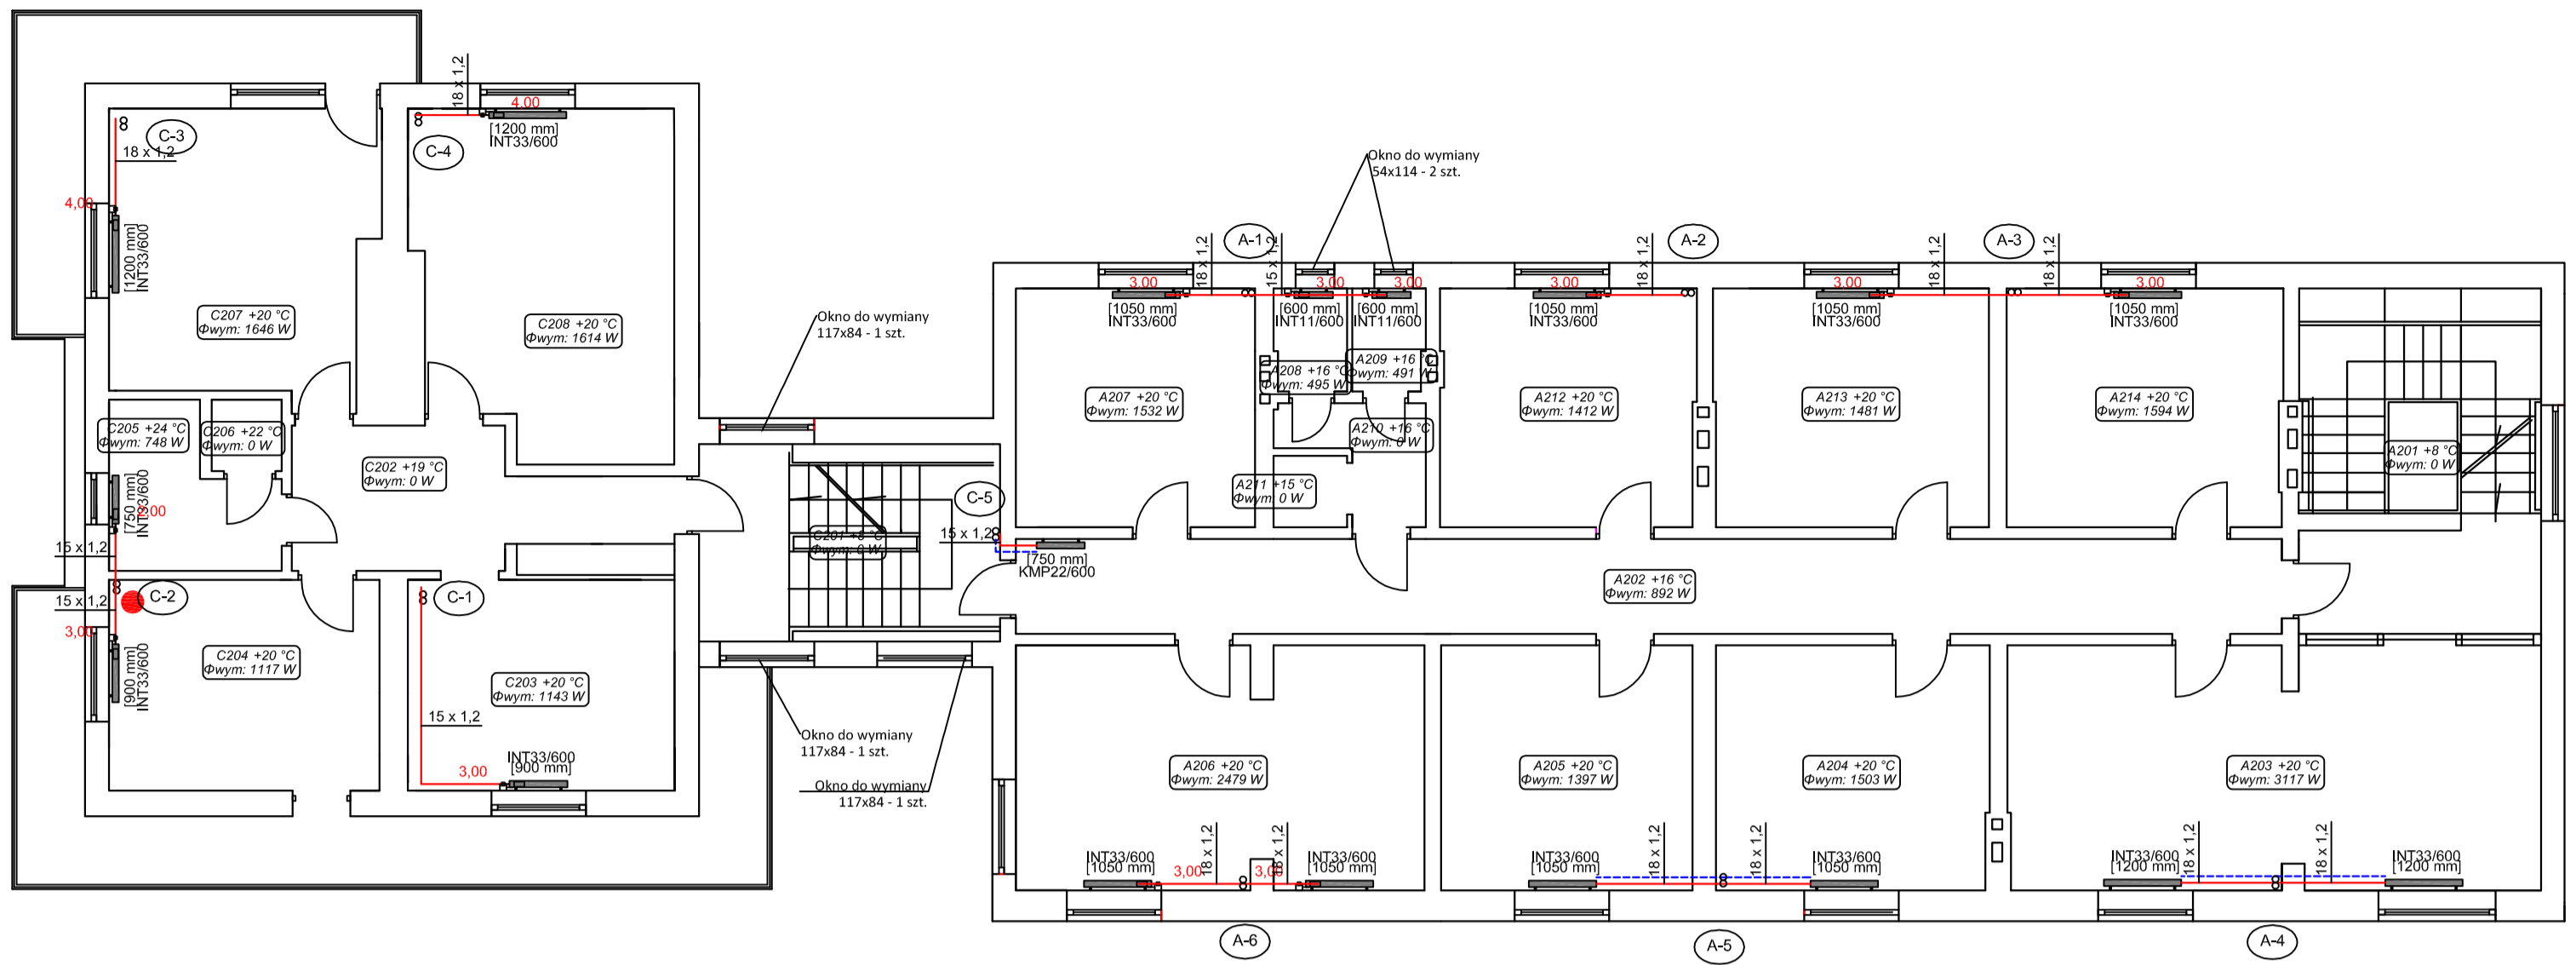 18 x 1,2
4,00
[1200 mm]
INT33/600
C-4
C-3
18 x 1,2
4,00
[1200 mm]
INT33/600
C207 +20 °C
Φwym: 1646 W
C208 +20 °C
Φwym: 1614 W
Okno do wymiany
117x84 - 1 szt.
C205 +24 °C
Φwym: 748 W
C206 +22 °C
Φwym: 0 W
C202 +19 °C
Φwym: 0 W
[750 mm]
INT33/600
3,00
15 x 1,2
15 x 1,2
C-2
3,00
[900 mm]
INT33/600
C204 +20 °C
Φwym: 1117 W
C-1
C203 +20 °C
Φwym: 1143 W
15 x 1,2
3,00
INT33/600
[900 mm]
C201 +8 °C
Φwym: 0 W
C-5
15 x 1,2
[750 mm]
KMP22/600
Okno do wymiany
117x84 - 1 szt.
Okno do wymiany
117x84 - 1 szt.
Okno do wymiany
54x114 - 2 szt.
A-1
A-2
A-3
18 x 1,2
15 x 1,2
18 x 1,2
18 x 1,2
18 x 1,2
3,00
3,00
3,00
3,00
3,00
3,00
[1050 mm]
INT33/600
[600 mm]
INT11/600
[600 mm]
INT11/600
[1050 mm]
INT33/600
[1050 mm]
INT33/600
[1050 mm]
INT33/600
A207 +20 °C
Φwym: 1532 W
A208 +16 °C
Φwym: 495 W
A209 +16 °C
Φwym: 491 W
A210 +16 °C
Φwym: 0 W
A211 +15 °C
Φwym: 0 W
A212 +20 °C
Φwym: 1412 W
A213 +20 °C
Φwym: 1481 W
A214 +20 °C
Φwym: 1594 W
A201 +8 °C
Φwym: 0 W
A202 +16 °C
Φwym: 892 W
A206 +20 °C
Φwym: 2479 W
A205 +20 °C
Φwym: 1397 W
A204 +20 °C
Φwym: 1503 W
A203 +20 °C
Φwym: 3117 W
INT33/600
[1050 mm]
3,00
18 x 1,2
3,00
18 x 1,2
INT33/600
[1050 mm]
INT33/600
[1050 mm]
18 x 1,2
18 x 1,2
INT33/600
[1050 mm]
INT33/600
[1200 mm]
18 x 1,2
18 x 1,2
INT33/600
[1200 mm]
A-6
A-5
A-4